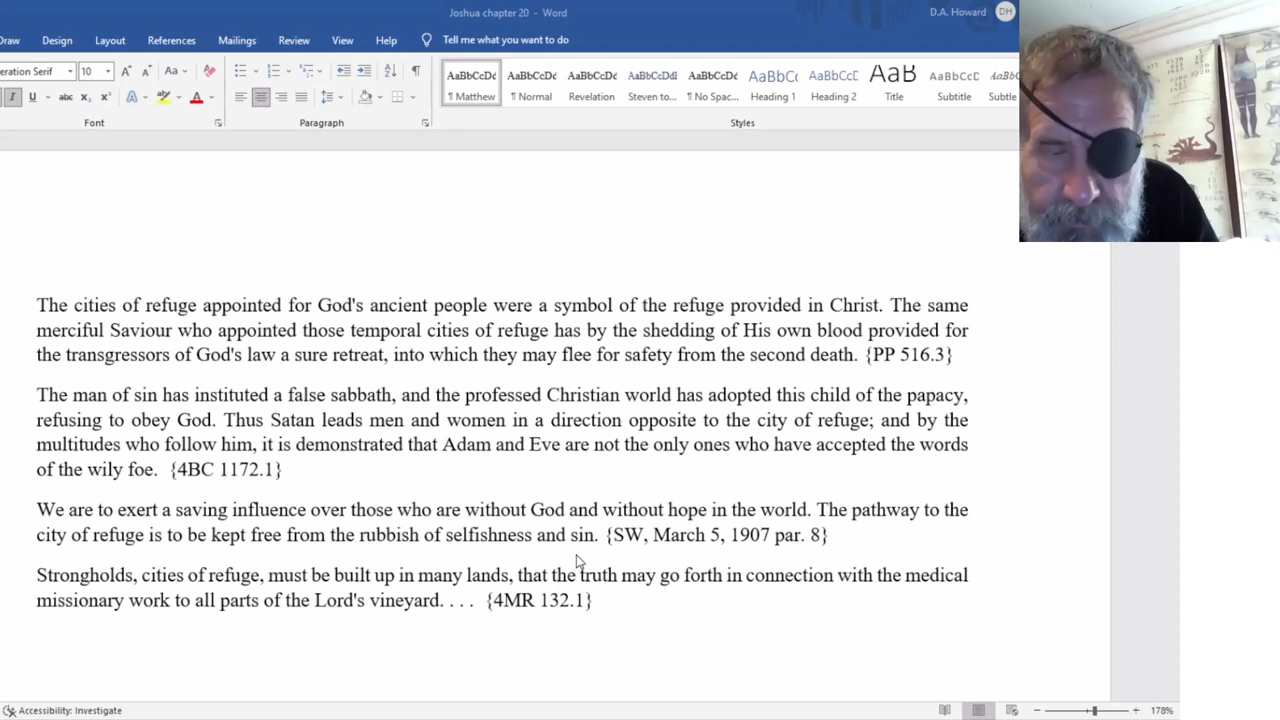 Joshua chapter 20 - Word
D.A. Howard
DH
Draw Design Layout References Mailings Review View Help Tell me what you want to do
eration Serif 10 A A Aa
I U abc x₂ x² A A
AaBbCcDc AaBbCcDc AaBbCcDc AaBbCcDdI AaBbCcDc AaBbCc AaBbCcD AaB AaBbCcD
¶ Matthew ¶ Normal Revelation Steven to... ¶ No Spac... Heading 1 Heading 2 Title Subtitle Subtle
Font Paragraph Styles
The cities of refuge appointed for God's ancient people were a symbol of the refuge provided in Christ. The same
merciful Saviour who appointed those temporal cities of refuge has by the shedding of His own blood provided for
the transgressors of God's law a sure retreat, into which they may flee for safety from the second death. {PP 516.3}
The man of sin has instituted a false sabbath, and the professed Christian world has adopted this child of the papacy,
refusing to obey God. Thus Satan leads men and women in a direction opposite to the city of refuge; and by the
multitudes who follow him, it is demonstrated that Adam and Eve are not the only ones who have accepted the words
of the wily foe. {4BC 1172.1}
We are to exert a saving influence over those who are without God and without hope in the world. The pathway to the
city of refuge is to be kept free from the rubbish of selfishness and sin. {SW, March 5, 1907 par. 8}
Strongholds, cities of refuge, must be built up in many lands, that the truth may go forth in connection with the medical
missionary work to all parts of the Lord's vineyard. . . . {4MR 132.1}
Accessibility: Investigate
178%